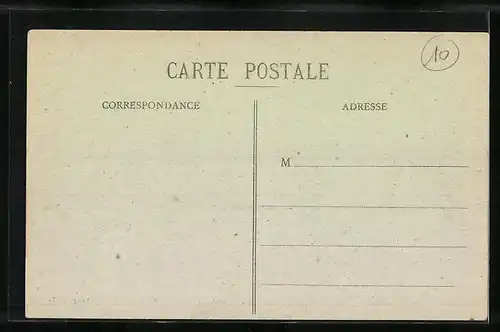 10
CARTE POSTALE
CORRESPONDANCE
ADRESSE
M